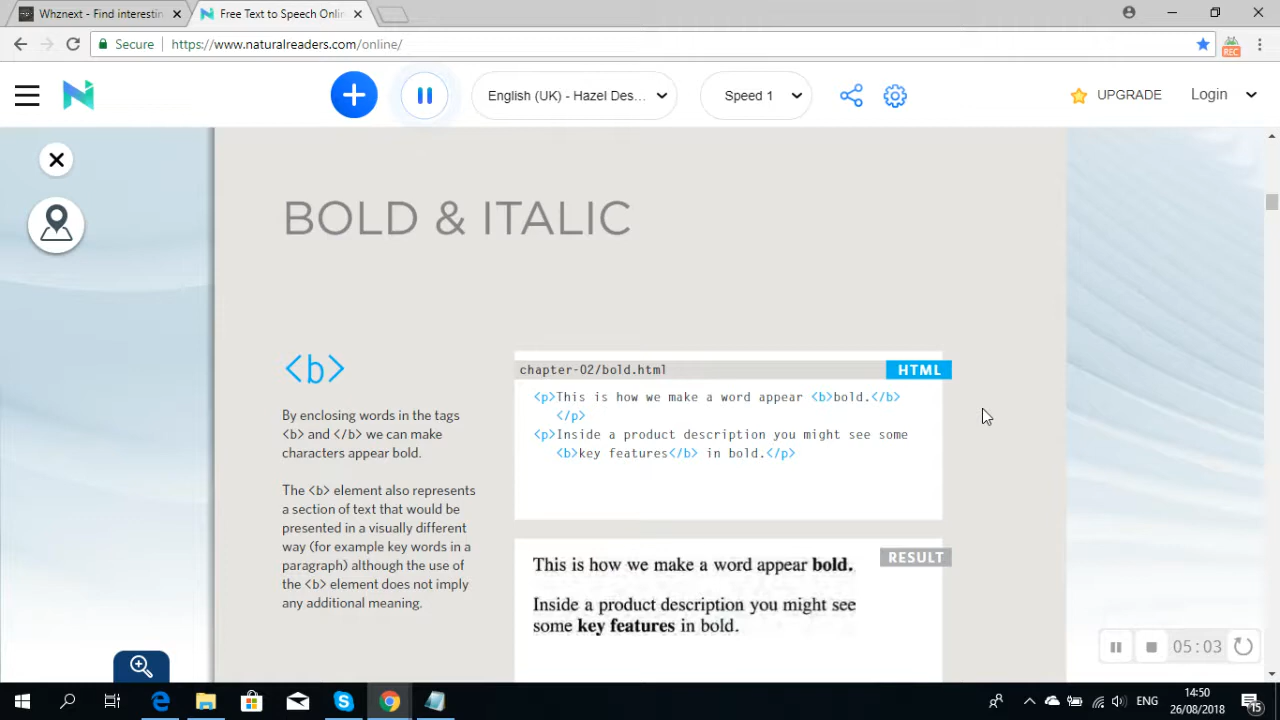 Whznext - Find interestin
Free Text to Speech Onlin
Secure
https://www.naturalreaders.com/online/
REC
N
English (UK) - Hazel Des...
Speed 1
UPGRADE
Login
BOLD & ITALIC
<b>
By enclosing words in the tags
<b> and </b> we can make
characters appear bold.
The <b> element also represents
a section of text that would be
presented in a visually different
way (for example key words in a
paragraph) although the use of
the <b> element does not imply
any additional meaning.
chapter-02/bold.html
HTML
<p>This is how we make a word appear <b>bold.</b>
</p>
<p>Inside a product description you might see some
<b>key features</b> in bold.</p>
RESULT
This is how we make a word appear bold.
Inside a product description you might see
some key features in bold.
05:03
ENG
14:50
26/08/2018
15